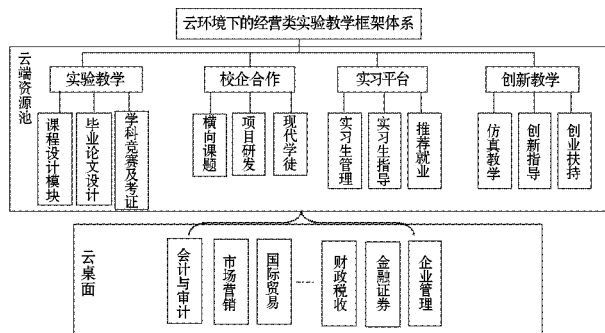 云环境下的经营类实验教学框架体系
云端资源池
实验教学
校企合作
实习平台
创新教学
课程设计模块
毕业论文设计
学科竞赛及考证
横向课题
项目研发
现代学徒
实习生管理
实习生指导
推荐就业
仿真教学
创新指导
创业扶持
云桌面
会计与审计
市场营销
国际贸易
……
财政税收
金融证券
企业管理